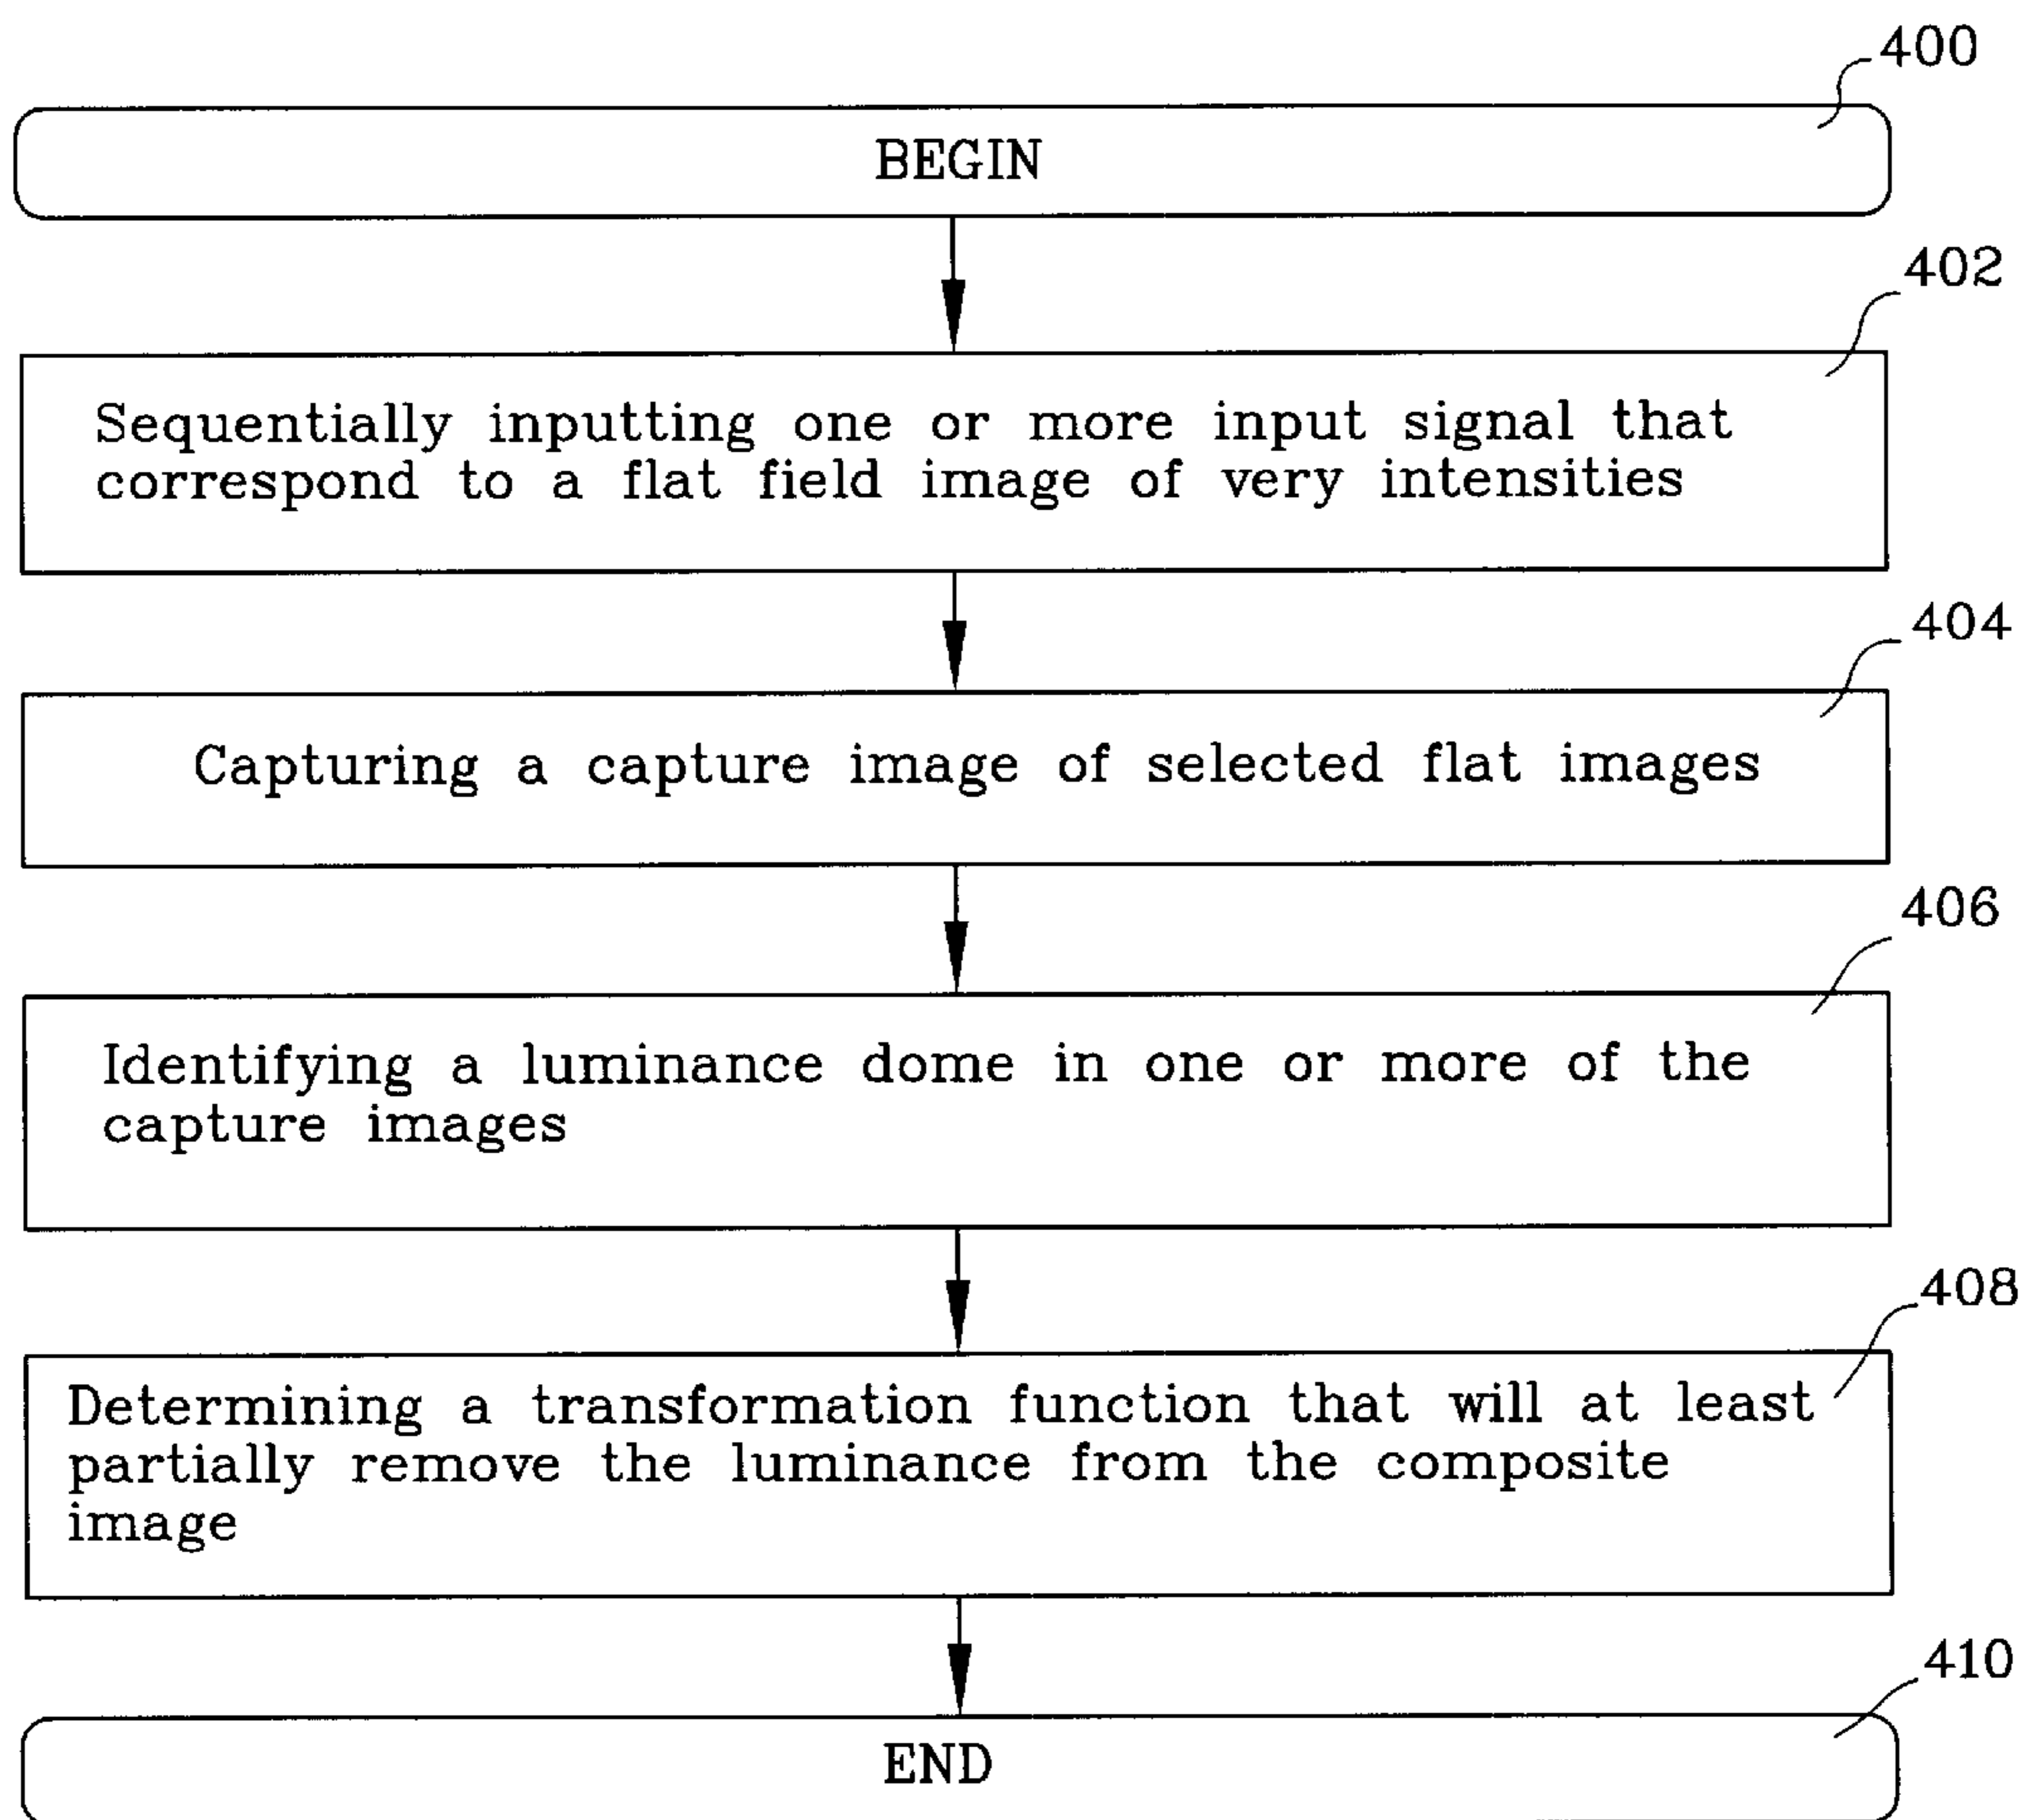 400
BEGIN
402
Sequentially inputting one or more input signal that
correspond to a flat field image of very intensities
404
Capturing a capture image of selected flat images
406
Identifying a luminance dome in one or more of the
capture images
408
Determining a transformation function that will at least
partially remove the luminance from the composite
image
410
END